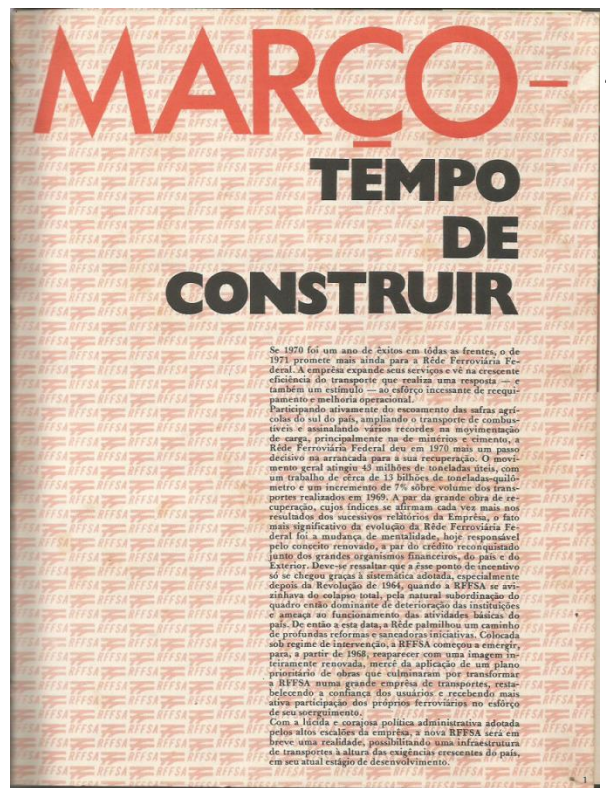 MARÇO-
TEMPO
DE
CONSTRUIR
Se 1970 foi um ano de êxitos em tôdas as frentes, o de
1971 promete mais ainda para a Rêde Ferroviária Fe-
deral. A emprêsa expande seus serviços e vê na crescente
eficiência do transporte que realiza uma resposta — e
também um estímulo — ao esfôrço incessante de reequi-
pamento e melhoria operacional.
Participando ativamente do escoamento das safras agrí-
colas do sul do país, ampliando o transporte de combus-
tíveis e assinalando vários recordes na movimentação
de carga, principalmente na de minérios e cimento, a
Rêde Ferroviária Federal deu em 1970 mais um passo
decisivo na arrancada para a sua recuperação. O movi-
mento geral atingiu 43 milhões de toneladas úteis, com
um trabalho de cêrca de 13 bilhões de toneladas-quilô-
metro e um incremento de 7% sôbre volume dos trans-
portes realizados em 1969. A par da grande obra de re-
cuperação, cujos índices se afirmam cada vez mais nos
resultados dos sucessivos relatórios da Emprêsa, o fato
mais significativo da evolução da Rêde Ferroviária Fe-
deral foi a mudança de mentalidade, hoje responsável
pelo conceito renovado, a par do crédito reconquistado
junto dos grandes organismos financeiros, do país e do
Exterior. Deve-se ressaltar que a êsse ponto de incentivo
só se chegou graças à sistemática adotada, especialmente
depois da Revolução de 1964, quando a RFFSA se avi-
zinhava do colapso total, pela natural subordinação do
quadro então dominante de deterioração das instituições
e ameaça ao funcionamento das atividades básicas do
país. De então a esta data, a Rêde palmilhou um caminho
de profundas reformas e saneadoras iniciativas. Colocada
sob regime de intervenção, a RFFSA começou a emergir,
para, a partir de 1968, reaparecer com uma imagem in-
teiramente renovada, mercê da aplicação de um plano
prioritário de obras que culminaram por transformar
a RFFSA numa grande emprêsa de transportes, resta-
belecendo a confiança dos usuários e recebendo mais
ativa participação dos próprios ferroviários no esfôrço
de seu soerguimento.
Com a lúcida e corajosa política administrativa adotada
pelos altos escalões da emprêsa, a nova RFFSA será em
breve uma realidade, possibilitando uma infraestrutura
de transportes à altura das exigências crescentes do país,
em seu atual estágio de desenvolvimento.
1